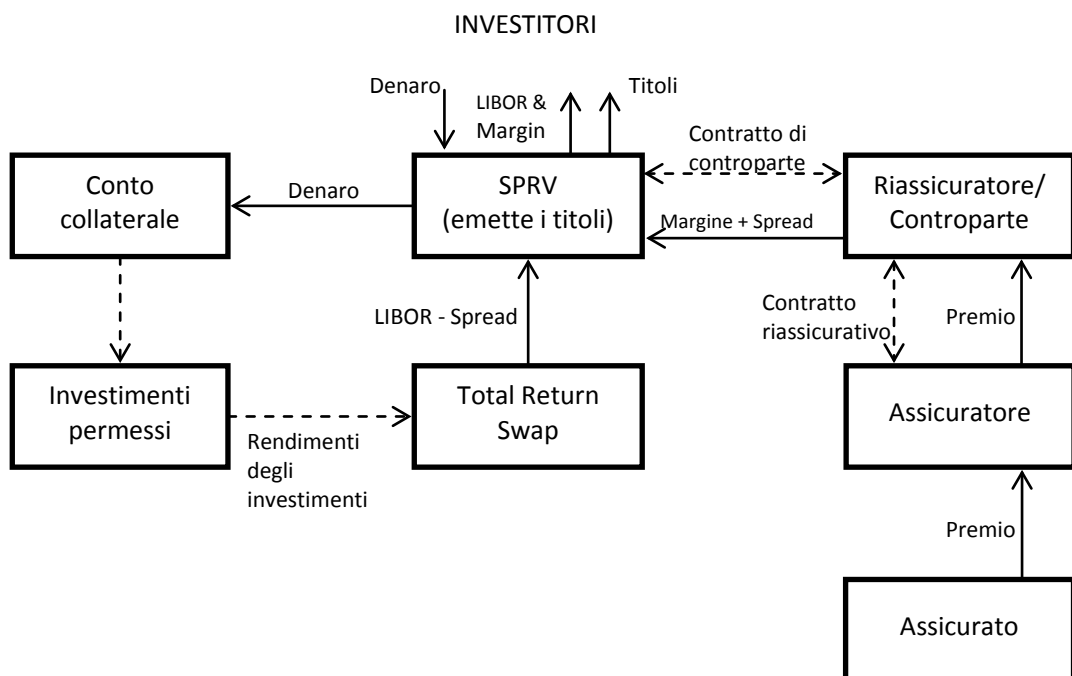 INVESTITORI
Denaro
LIBOR &
Margin
Titoli
Contratto di
controparte
Conto
collaterale
Denaro
SPRV
(emette i titoli)
Riassicuratore/
Controparte
Margine + Spread
LIBOR - Spread
Contratto
riassicurativo
Premio
Investimenti
permessi
Rendimenti
degli
investimenti
Total Return
Swap
Assicuratore
Premio
Assicurato